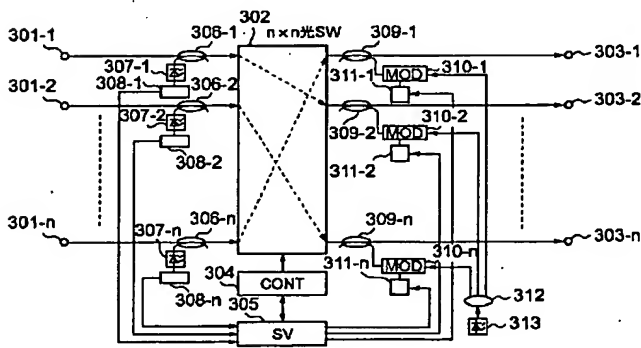 302
n×n光SW
301-1
306-1
309-1
303-1
307-1
308-1
311-1
MOD
310-1
301-2
306-2
303-2
307-2
309-2
MOD
310-2
308-2
311-2
301-n
306-n
309-n
303-n
307-n
310-n
304
CONT
311-n
MOD
308-n
305
SV
312
313